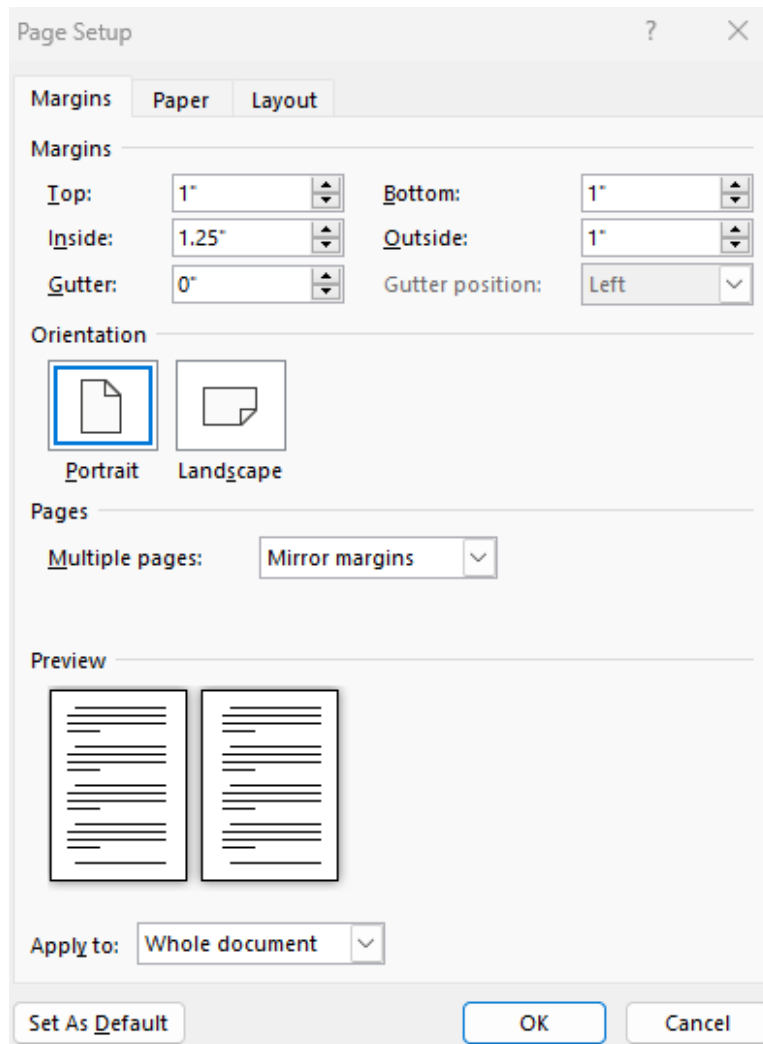 Page Setup ?
Margins Paper Layout
Margins
Top: 1" Bottom: 1"
Inside: 1.25" Outside: 1"
Gutter: 0" Gutter position: Left
Orientation
Portrait Landscape
Pages
Multiple pages: Mirror margins
Preview
Apply to: Whole document
Set As Default OK Cancel